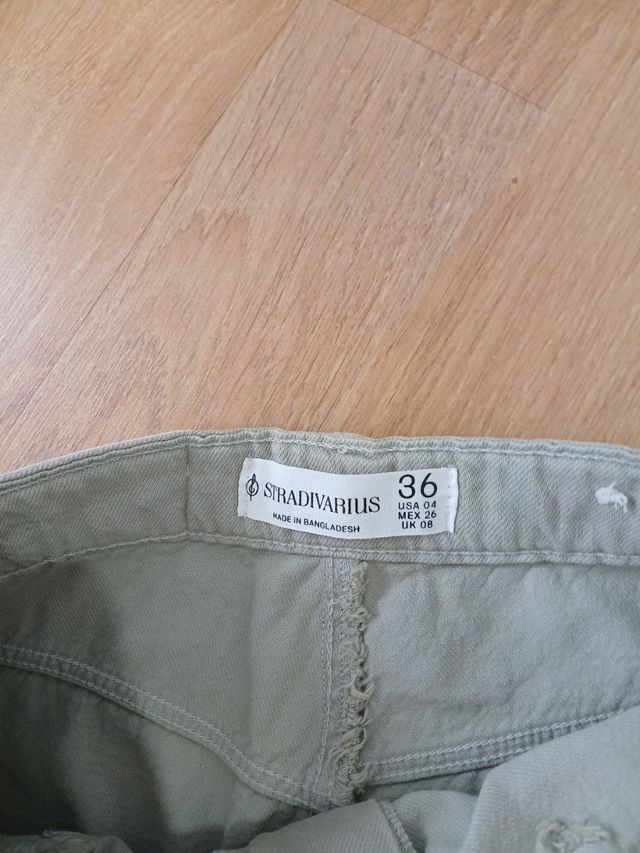 STRADIVARIUS
MADE IN BANGLADESH
36
USA 04
MEX 26
UK 08